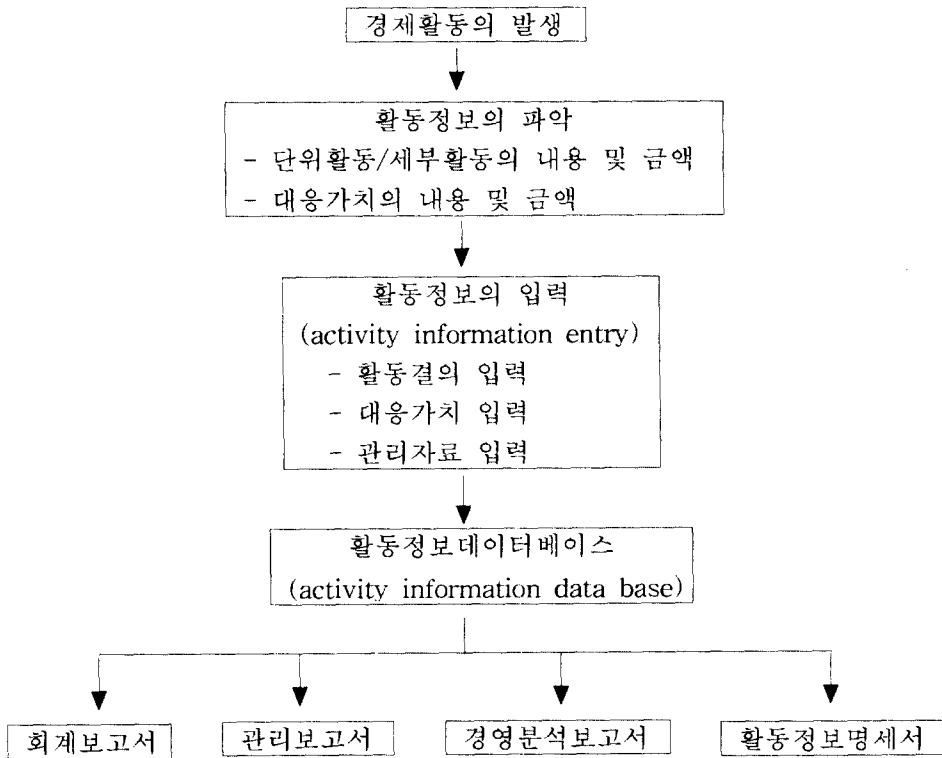 경제활동의 발생
활동정보의 파악
- 단위활동/세부활동의 내용 및 금액
- 대응가치의 내용 및 금액
활동정보의 입력
(activity information entry)
- 활동결의 입력
- 대응가치 입력
- 관리자료 입력
활동정보데이터베이스
(activity information data base)
회계보고서
관리보고서
경영분석보고서
활동정보명세서